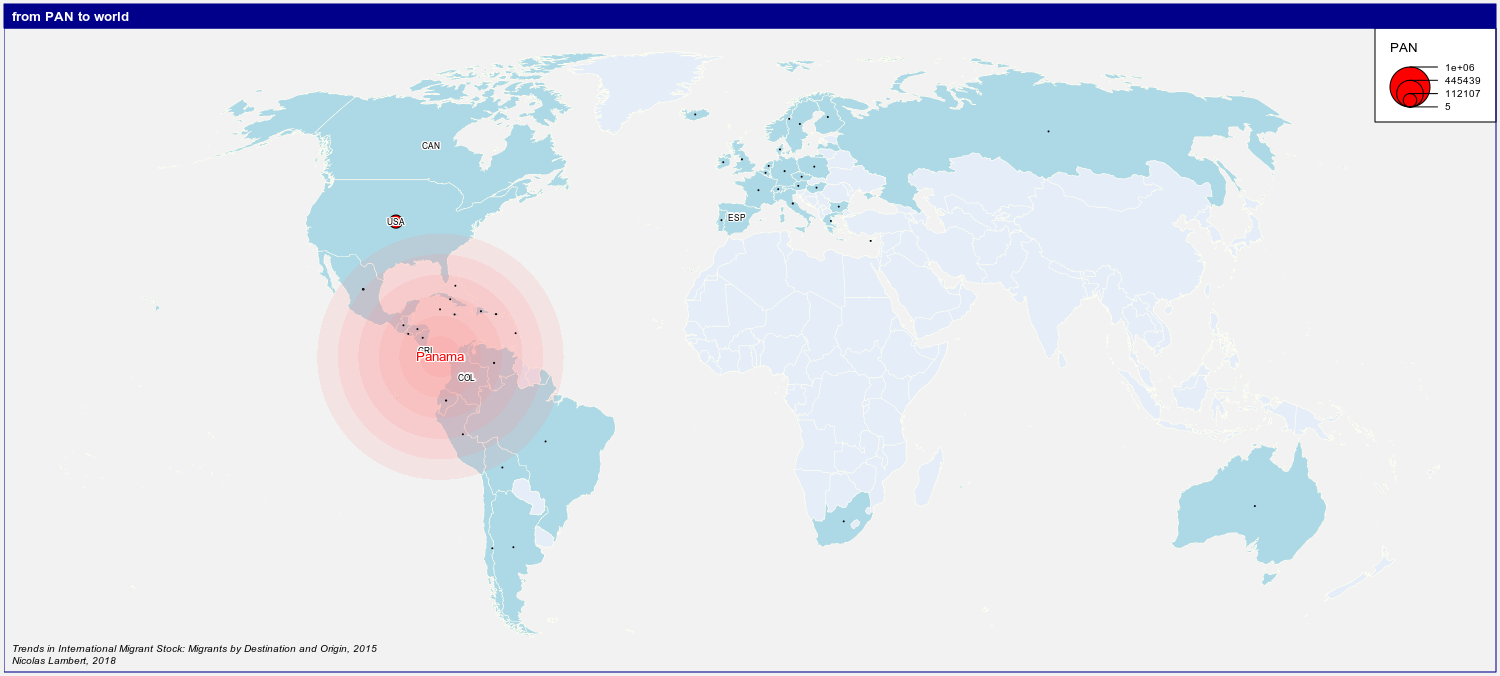 from PAN to world
PAN
1e+06
445439
112107
5
CAN
USA
ESP
CRI
Panama
COL
Trends in International Migrant Stock: Migrants by Destination and Origin, 2015
Nicolas Lambert, 2018